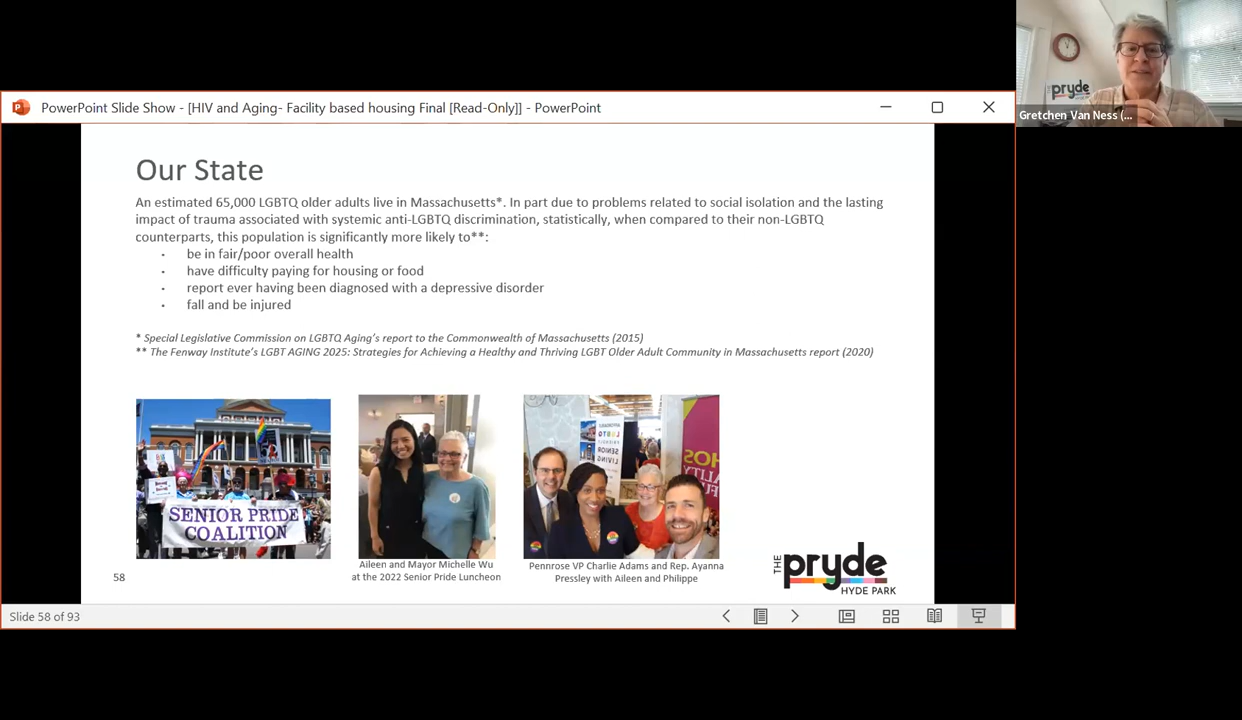 PowerPoint Slide Show - [HIV and Aging- Facility based housing Final [Read-Only]] - PowerPoint
pryde
Gretchen Van Ness (...
Our State
An estimated 65,000 LGBTQ older adults live in Massachusetts*. In part due to problems related to social isolation and the lasting
impact of trauma associated with systemic anti-LGBTQ discrimination, statistically, when compared to their non-LGBTQ
counterparts, this population is significantly more likely to**:
• be in fair/poor overall health
• have difficulty paying for housing or food
• report ever having been diagnosed with a depressive disorder
• fall and be injured
* Special Legislative Commission on LGBTQ Aging's report to the Commonwealth of Massachusetts (2015)
** The Fenway Institute's LGBT AGING 2025: Strategies for Achieving a Healthy and Thriving LGBT Older Adult Community in Massachusetts report (2020)
SENIOR PRIDE
COALITION
Aileen and Mayor Michelle Wu
at the 2022 Senior Pride Luncheon
Pennrose VP Charlie Adams and Rep. Ayanna
Pressley with Aileen and Philippe
THE
pryde
HYDE PARK
58
Slide 58 of 93